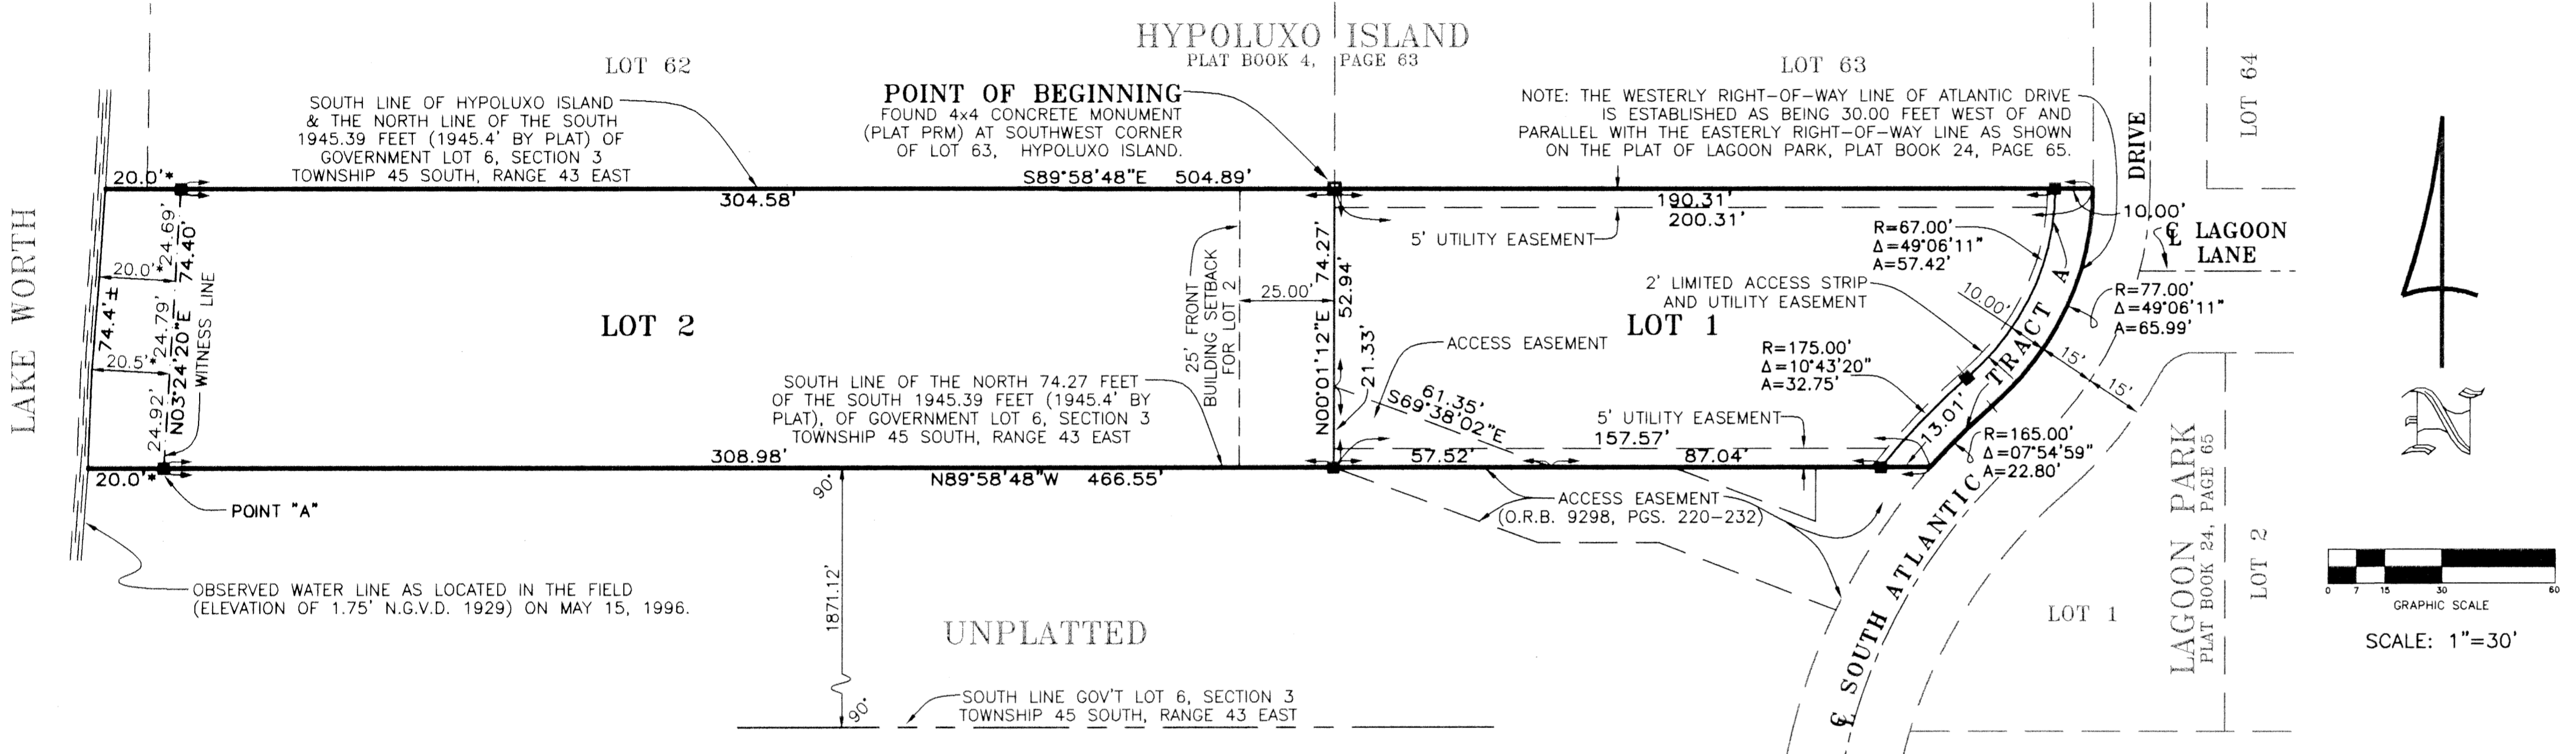 HYPOLUXO ISLAND
PLAT BOOK 4, PAGE 63
LOT 62
LOT 63
LOT 64
SOUTH LINE OF HYPOLUXO ISLAND
& THE NORTH LINE OF THE SOUTH
1945.39 FEET (1945.4' BY PLAT) OF
GOVERNMENT LOT 6, SECTION 3
TOWNSHIP 45 SOUTH, RANGE 43 EAST
POINT OF BEGINNING
FOUND 4x4 CONCRETE MONUMENT
(PLAT PRM) AT SOUTHWEST CORNER
OF LOT 63, HYPOLUXO ISLAND.
NOTE: THE WESTERLY RIGHT-OF-WAY LINE OF ATLANTIC DRIVE
IS ESTABLISHED AS BEING 30.00 FEET WEST OF AND
PARALLEL WITH THE EASTERLY RIGHT-OF-WAY LINE AS SHOWN
ON THE PLAT OF LAGOON PARK, PLAT BOOK 24, PAGE 65.
DRIVE
20.0'*
S89°58'48"E 504.89'
304.58'
190.31'
200.31'
10.00'
℄ LAGOON
LANE
LAKE WORTH
74.4'±
20.0'*
20.5'*
24.69'
24.79'
24.92'
N03°24'20"E 74.40'
WITNESS LINE
LOT 2
25' FRONT
BUILDING SETBACK
FOR LOT 2
25.00'
N00°01'12"E 74.27'
52.94'
21.33'
5' UTILITY EASEMENT
R=67.00'
Δ=49°06'11"
A=57.42'
2' LIMITED ACCESS STRIP
AND UTILITY EASEMENT
LOT 1
ACCESS EASEMENT
R=175.00'
Δ=10°43'20"
A=32.75'
10.00'
TRACT A
R=77.00'
Δ=49°06'11"
A=65.99'
15'
15'
SOUTH LINE OF THE NORTH 74.27 FEET
OF THE SOUTH 1945.39 FEET (1945.4' BY
PLAT), OF GOVERNMENT LOT 6, SECTION 3
TOWNSHIP 45 SOUTH, RANGE 43 EAST
61.35'
S69°38'02"E
5' UTILITY EASEMENT
157.57'
13.01'
R=165.00'
Δ=07°54'59"
A=22.80'
308.98'
57.52'
87.04'
20.0'*
N89°58'48"W 466.55'
90°
POINT "A"
ACCESS EASEMENT
(O.R.B. 9298, PGS. 220-232)
OBSERVED WATER LINE AS LOCATED IN THE FIELD
(ELEVATION OF 1.75' N.G.V.D. 1929) ON MAY 15, 1996.
1871.12'
UNPLATTED
℄ SOUTH ATLANTIC
LOT 1
LAGOON PARK
PLAT BOOK 24, PAGE 65
LOT 2
SOUTH LINE GOV'T LOT 6, SECTION 3
TOWNSHIP 45 SOUTH, RANGE 43 EAST
90°
N
0 7 15 30 60
GRAPHIC SCALE
SCALE: 1"=30'